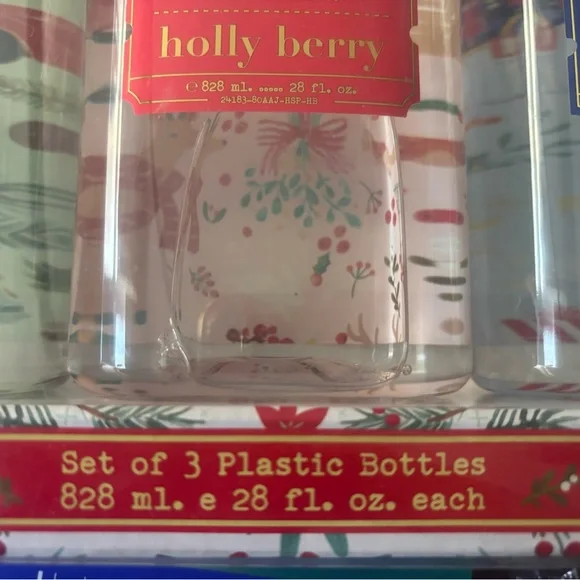 holly berry
℮ 828 ml. ..... 28 fl. oz.
24183-80AAJ-HSP-HB
Set of 3 Plastic Bottles
828 ml. e 28 fl. oz. each